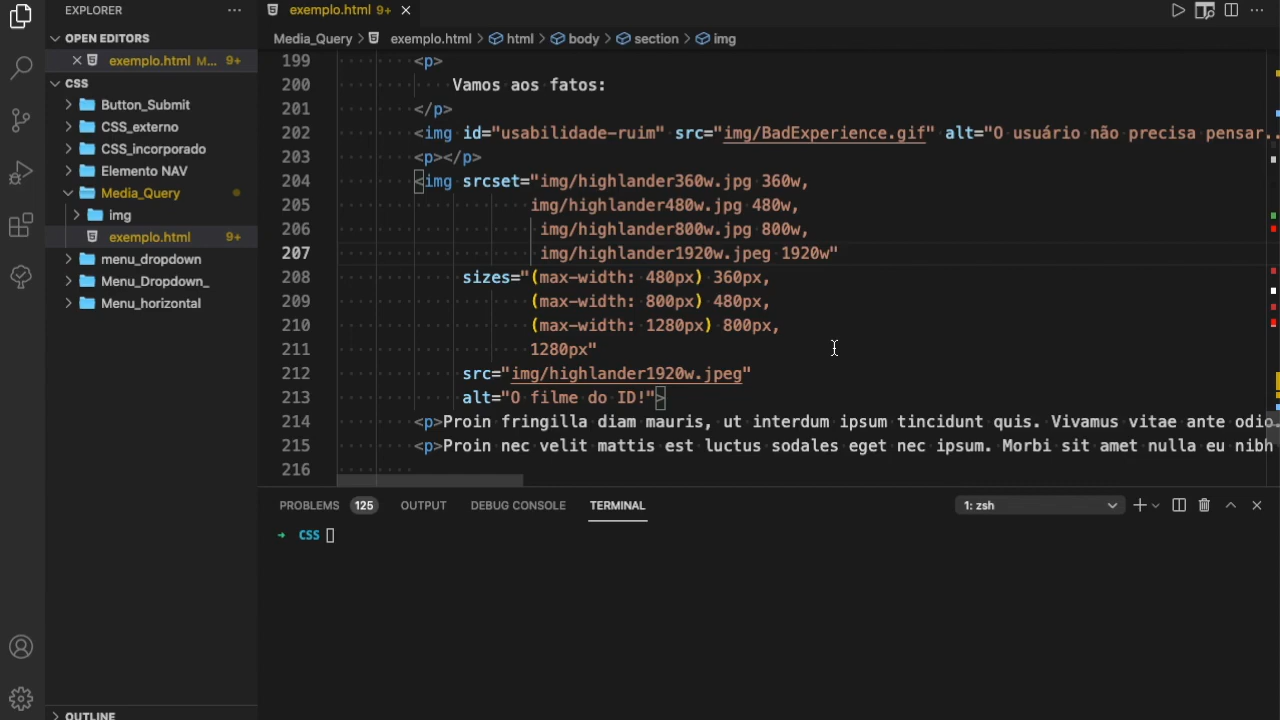 EXPLORER
exemplo.html 9+
OPEN EDITORS
exemplo.html M... 9+
CSS
Button_Submit
CSS_externo
CSS_incorporado
Elemento NAV
Media_Query
img
exemplo.html 9+
menu_dropdown
Menu_Dropdown_
Menu_horizontal
OUTLINE
Media_Query > exemplo.html > html > body > section > img
199 <p>
200 Vamos aos fatos:
201 </p>
202 <img id="usabilidade-ruim" src="img/BadExperience.gif" alt="O usuário não precisa pensar..
203 <p></p>
204 <img srcset="img/highlander360w.jpg 360w,
205 img/highlander480w.jpg 480w,
206 img/highlander800w.jpg 800w,
207 img/highlander1920w.jpeg 1920w"
208 sizes="(max-width: 480px) 360px,
209 (max-width: 800px) 480px,
210 (max-width: 1280px) 800px,
211 1280px"
212 src="img/highlander1920w.jpeg"
213 alt="O filme do ID!">
214 <p>Proin fringilla diam mauris, ut interdum ipsum tincidunt quis. Vivamus vitae ante odio
215 <p>Proin nec velit mattis est luctus sodales eget nec ipsum. Morbi sit amet nulla eu nibh
216
PROBLEMS 125 OUTPUT DEBUG CONSOLE TERMINAL 1: zsh
→ CSS